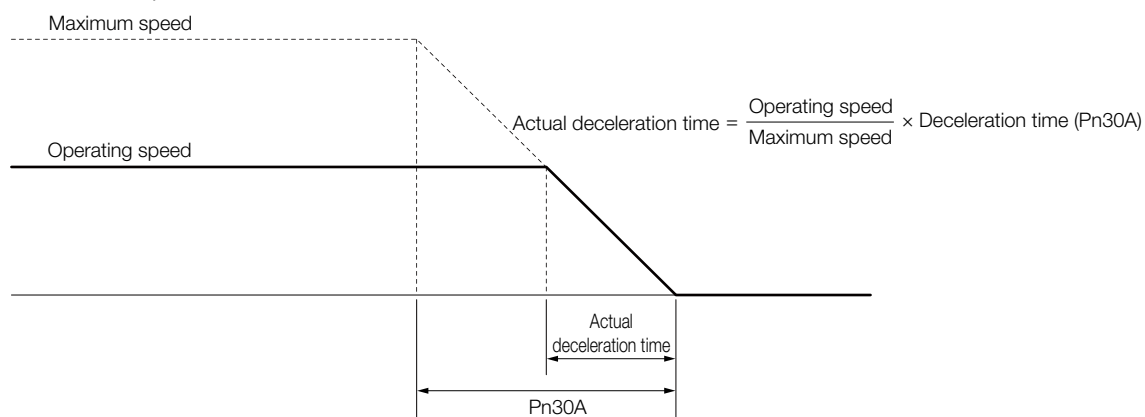 Maximum speed
Actual deceleration time = Operating speed / Maximum speed × Deceleration time (Pn30A)
Operating speed
Actual
deceleration time
Pn30A